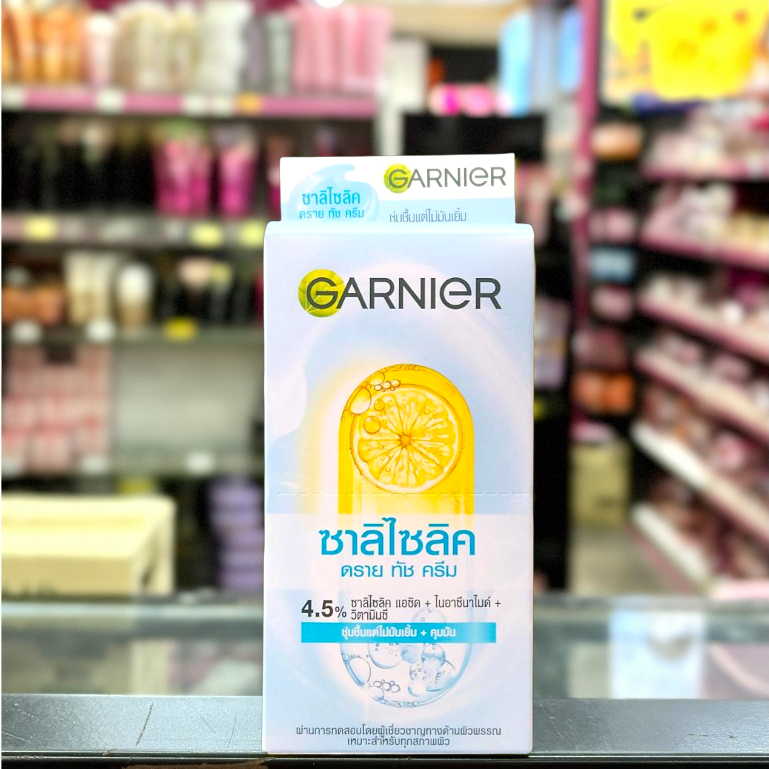 ซาลิไซลิค
ดราย ทัช ครีม
GARNIER
ชุ่มชื้นแต่ไม่มันเยิ้ม
GARNIER
ซาลิไซลิค
ดราย ทัช ครีม
4.5% ซาลิไซลิค แอซิด + ไนอาซินาไมด์ +
วิตามินซี
ชุ่มชื้นแต่ไม่มันเยิ้ม + คุมมัน
ผ่านการทดสอบโดยผู้เชี่ยวชาญทางด้านผิวพรรณ
เหมาะสำหรับทุกสภาพผิว